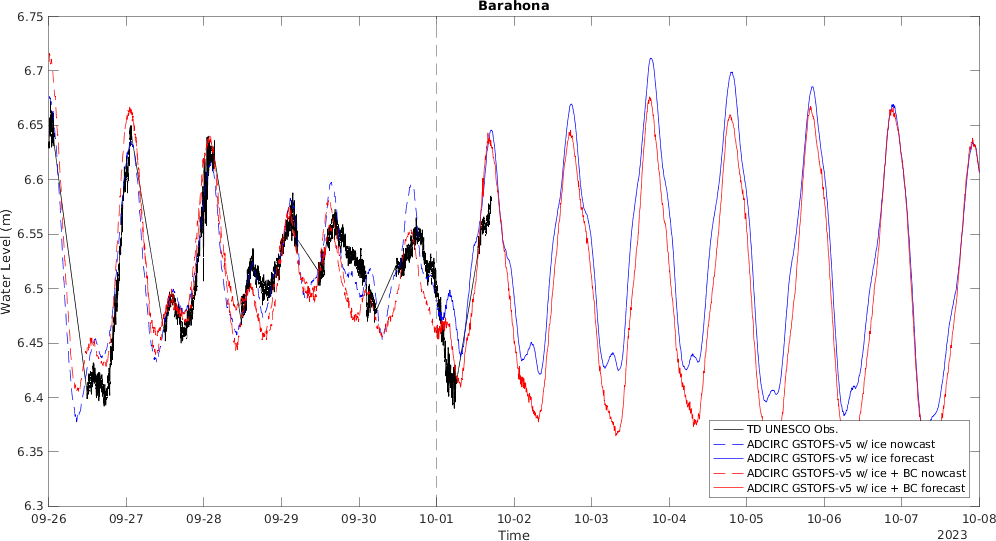 Barahona
6.75
6.7
6.65
6.6
6.55
6.5
6.45
6.4
6.35
6.3
Water Level (m)
TD UNESCO Obs.
ADCIRC GSTOFS-v5 w/ ice nowcast
ADCIRC GSTOFS-v5 w/ ice forecast
ADCIRC GSTOFS-v5 w/ ice + BC nowcast
ADCIRC GSTOFS-v5 w/ ice + BC forecast
09-26 09-27 09-28 09-29 09-30 10-01 10-02 10-03 10-04 10-05 10-06 10-07 10-08
Time
2023